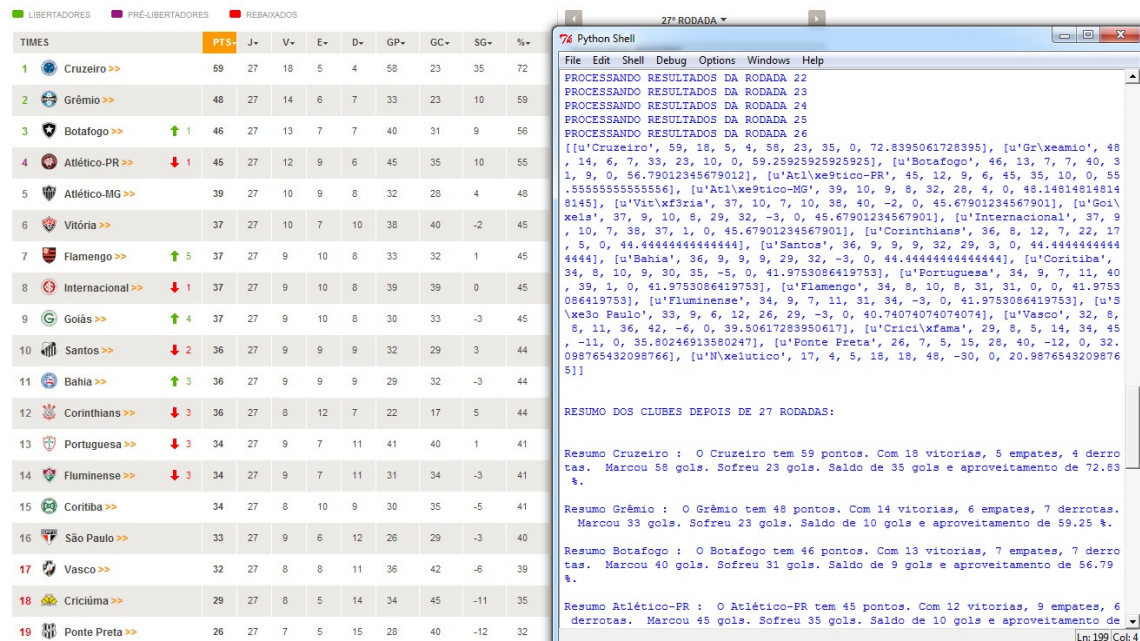 LIBERTADORES PRÉ-LIBERTADORES REBAIXADOS
TIMES PTS J V E D GP GC SG %
1 Cruzeiro >> 59 27 18 5 4 58 23 35 72
2 Grêmio >> 48 27 14 6 7 33 23 10 59
3 Botafogo >> 1 46 27 13 7 7 40 31 9 56
4 Atlético-PR >> 1 45 27 12 9 6 45 35 10 55
5 Atlético-MG >> 39 27 10 9 8 32 28 4 48
6 Vitória >> 37 27 10 7 10 38 40 -2 45
7 Flamengo >> 5 37 27 9 10 8 33 32 1 45
8 Internacional >> 1 37 27 9 10 8 39 39 0 45
9 Goiás >> 4 37 27 9 10 8 30 33 -3 45
10 Santos >> 2 36 27 9 9 9 32 29 3 44
11 Bahia >> 3 36 27 9 9 9 29 32 -3 44
12 Corinthians >> 3 36 27 8 12 7 22 17 5 44
13 Portuguesa >> 3 34 27 9 7 11 41 40 1 41
14 Fluminense >> 3 34 27 9 7 11 31 34 -3 41
15 Coritiba >> 34 27 8 10 9 30 35 -5 41
16 São Paulo >> 33 27 9 6 12 26 29 -3 40
17 Vasco >> 32 27 8 8 11 36 42 -6 39
18 Criciúma >> 29 27 8 5 14 34 45 -11 35
19 Ponte Preta >> 26 27 7 5 15 28 40 -12 32
27ª RODADA
Python Shell
File Edit Shell Debug Options Windows Help
PROCESSANDO RESULTADOS DA RODADA 22
PROCESSANDO RESULTADOS DA RODADA 23
PROCESSANDO RESULTADOS DA RODADA 24
PROCESSANDO RESULTADOS DA RODADA 25
PROCESSANDO RESULTADOS DA RODADA 26
[[u'Cruzeiro', 59, 18, 5, 4, 58, 23, 35, 0, 72.8395061728395], [u'Gr\xeamio', 48
, 14, 6, 7, 33, 23, 10, 0, 59.25925925925925], [u'Botafogo', 46, 13, 7, 7, 40, 3
1, 9, 0, 56.79012345679012], [u'Atl\xe9tico-PR', 45, 12, 9, 6, 45, 35, 10, 0, 55
.55555555555556], [u'Atl\xe9tico-MG', 39, 10, 9, 8, 32, 28, 4, 0, 48.14814814814
8145], [u'Vit\xf3ria', 37, 10, 7, 10, 38, 40, -2, 0, 45.67901234567901], [u'Goi\
xe1s', 37, 9, 10, 8, 29, 32, -3, 0, 45.67901234567901], [u'Internacional', 37, 9
, 10, 7, 38, 37, 1, 0, 45.67901234567901], [u'Corinthians', 36, 8, 12, 7, 22, 17
, 5, 0, 44.44444444444444], [u'Santos', 36, 9, 9, 9, 32, 29, 3, 0, 44.4444444444
4444], [u'Bahia', 36, 9, 9, 9, 29, 32, -3, 0, 44.44444444444444], [u'Coritiba',
34, 8, 10, 9, 30, 35, -5, 0, 41.9753086419753], [u'Portuguesa', 34, 9, 7, 11, 40
, 39, 1, 0, 41.9753086419753], [u'Flamengo', 34, 8, 10, 8, 31, 31, 0, 0, 41.9753
086419753], [u'Fluminense', 34, 9, 7, 11, 31, 34, -3, 0, 41.9753086419753], [u'S
\xe3o Paulo', 33, 9, 6, 12, 26, 29, -3, 0, 40.74074074074074], [u'Vasco', 32, 8,
8, 11, 36, 42, -6, 0, 39.50617283950617], [u'Crici\xfama', 29, 8, 5, 14, 34, 45
, -11, 0, 35.80246913580247], [u'Ponte Preta', 26, 7, 5, 15, 28, 40, -12, 0, 32.
098765432098766], [u'N\xe1utico', 17, 4, 5, 18, 18, 48, -30, 0, 20.9876543209876
5]]
RESUMO DOS CLUBES DEPOIS DE 27 RODADAS:
Resumo Cruzeiro : O Cruzeiro tem 59 pontos. Com 18 vitorias, 5 empates, 4 derro
tas. Marcou 58 gols. Sofreu 23 gols. Saldo de 35 gols e aproveitamento de 72.83
%.
Resumo Grêmio : O Grêmio tem 48 pontos. Com 14 vitorias, 6 empates, 7 derrotas.
Marcou 33 gols. Sofreu 23 gols. Saldo de 10 gols e aproveitamento de 59.25 %.
Resumo Botafogo : O Botafogo tem 46 pontos. Com 13 vitorias, 7 empates, 7 derro
tas. Marcou 40 gols. Sofreu 31 gols. Saldo de 9 gols e aproveitamento de 56.79
%.
Resumo Atlético-PR : O Atlético-PR tem 45 pontos. Com 12 vitorias, 9 empates, 6
derrotas. Marcou 45 gols. Sofreu 35 gols. Saldo de 10 gols e aproveitamento de
Ln: 199 Col: 4